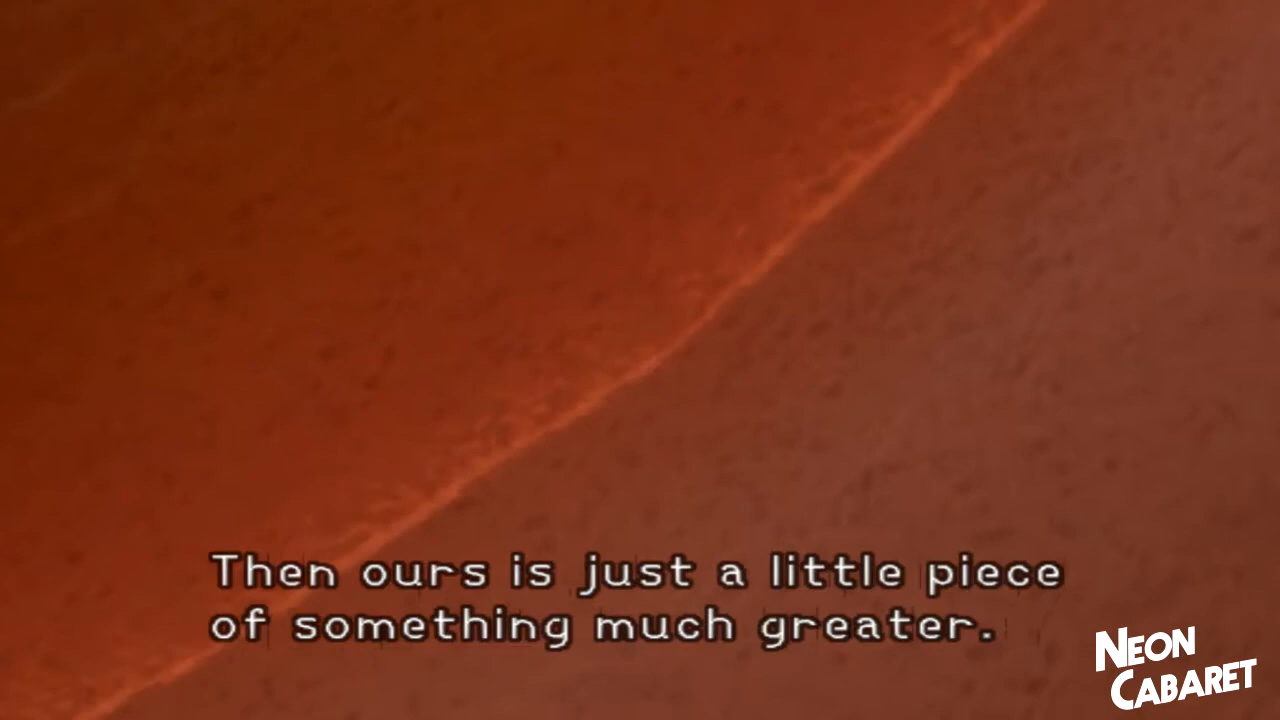 Then ours is just a little piece
of something much greater.
NEON
CABARET